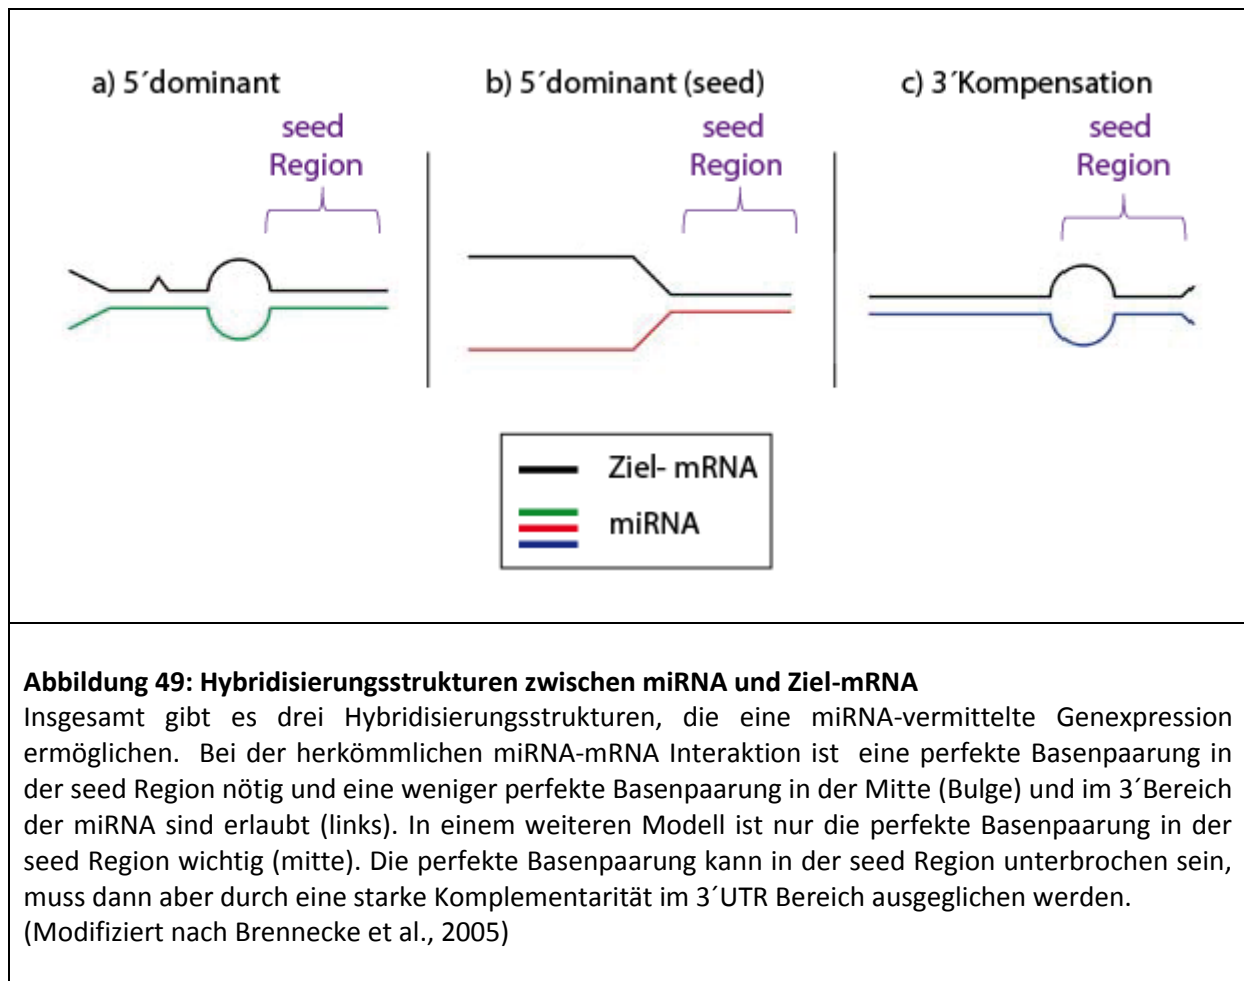 a) 5´dominant
b) 5´dominant (seed)
c) 3´Kompensation
seed
Region
seed
Region
seed
Region
Ziel- mRNA
miRNA
Abbildung 49: Hybridisierungsstrukturen zwischen miRNA und Ziel-mRNA
Insgesamt gibt es drei Hybridisierungsstrukturen, die eine miRNA-vermittelte Genexpression
ermöglichen. Bei der herkömmlichen miRNA-mRNA Interaktion ist eine perfekte Basenpaarung in
der seed Region nötig und eine weniger perfekte Basenpaarung in der Mitte (Bulge) und im 3´Bereich
der miRNA sind erlaubt (links). In einem weiteren Modell ist nur die perfekte Basenpaarung in der
seed Region wichtig (mitte). Die perfekte Basenpaarung kann in der seed Region unterbrochen sein,
muss dann aber durch eine starke Komplementarität im 3´UTR Bereich ausgeglichen werden.
(Modifiziert nach Brennecke et al., 2005)